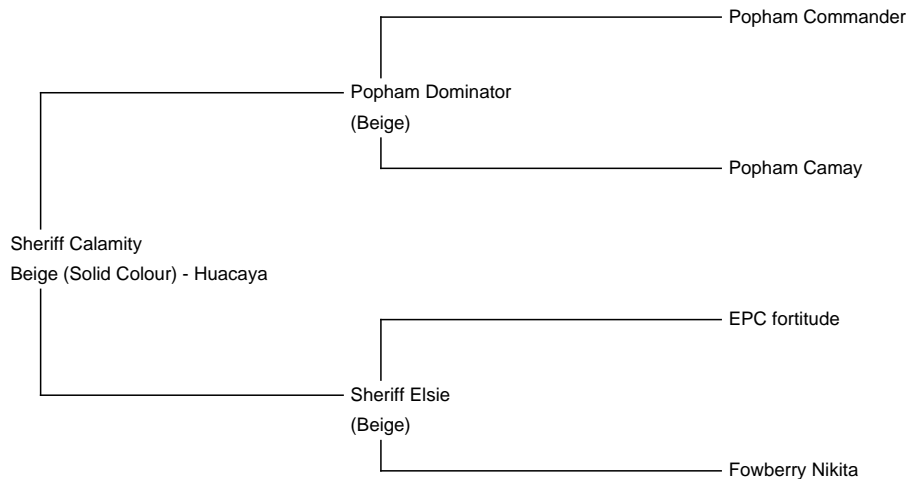 Popham Commander
Popham Dominator
(Beige)
Popham Camay
Sheriff Calamity
Beige (Solid Colour) - Huacaya
EPC fortitude
Sheriff Elsie
(Beige)
Fowberry Nikita